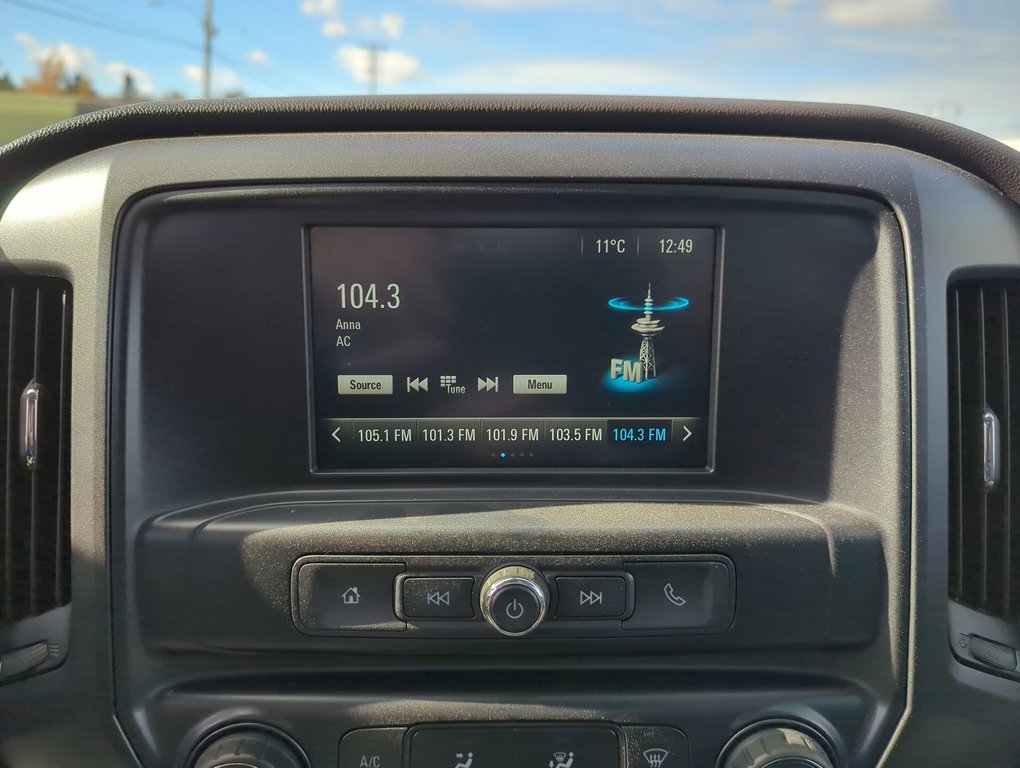 11°C 12:49
104.3
Anna
AC
FM
Source Tune Menu
105.1 FM 101.3 FM 101.9 FM 103.5 FM 104.3 FM
A/C